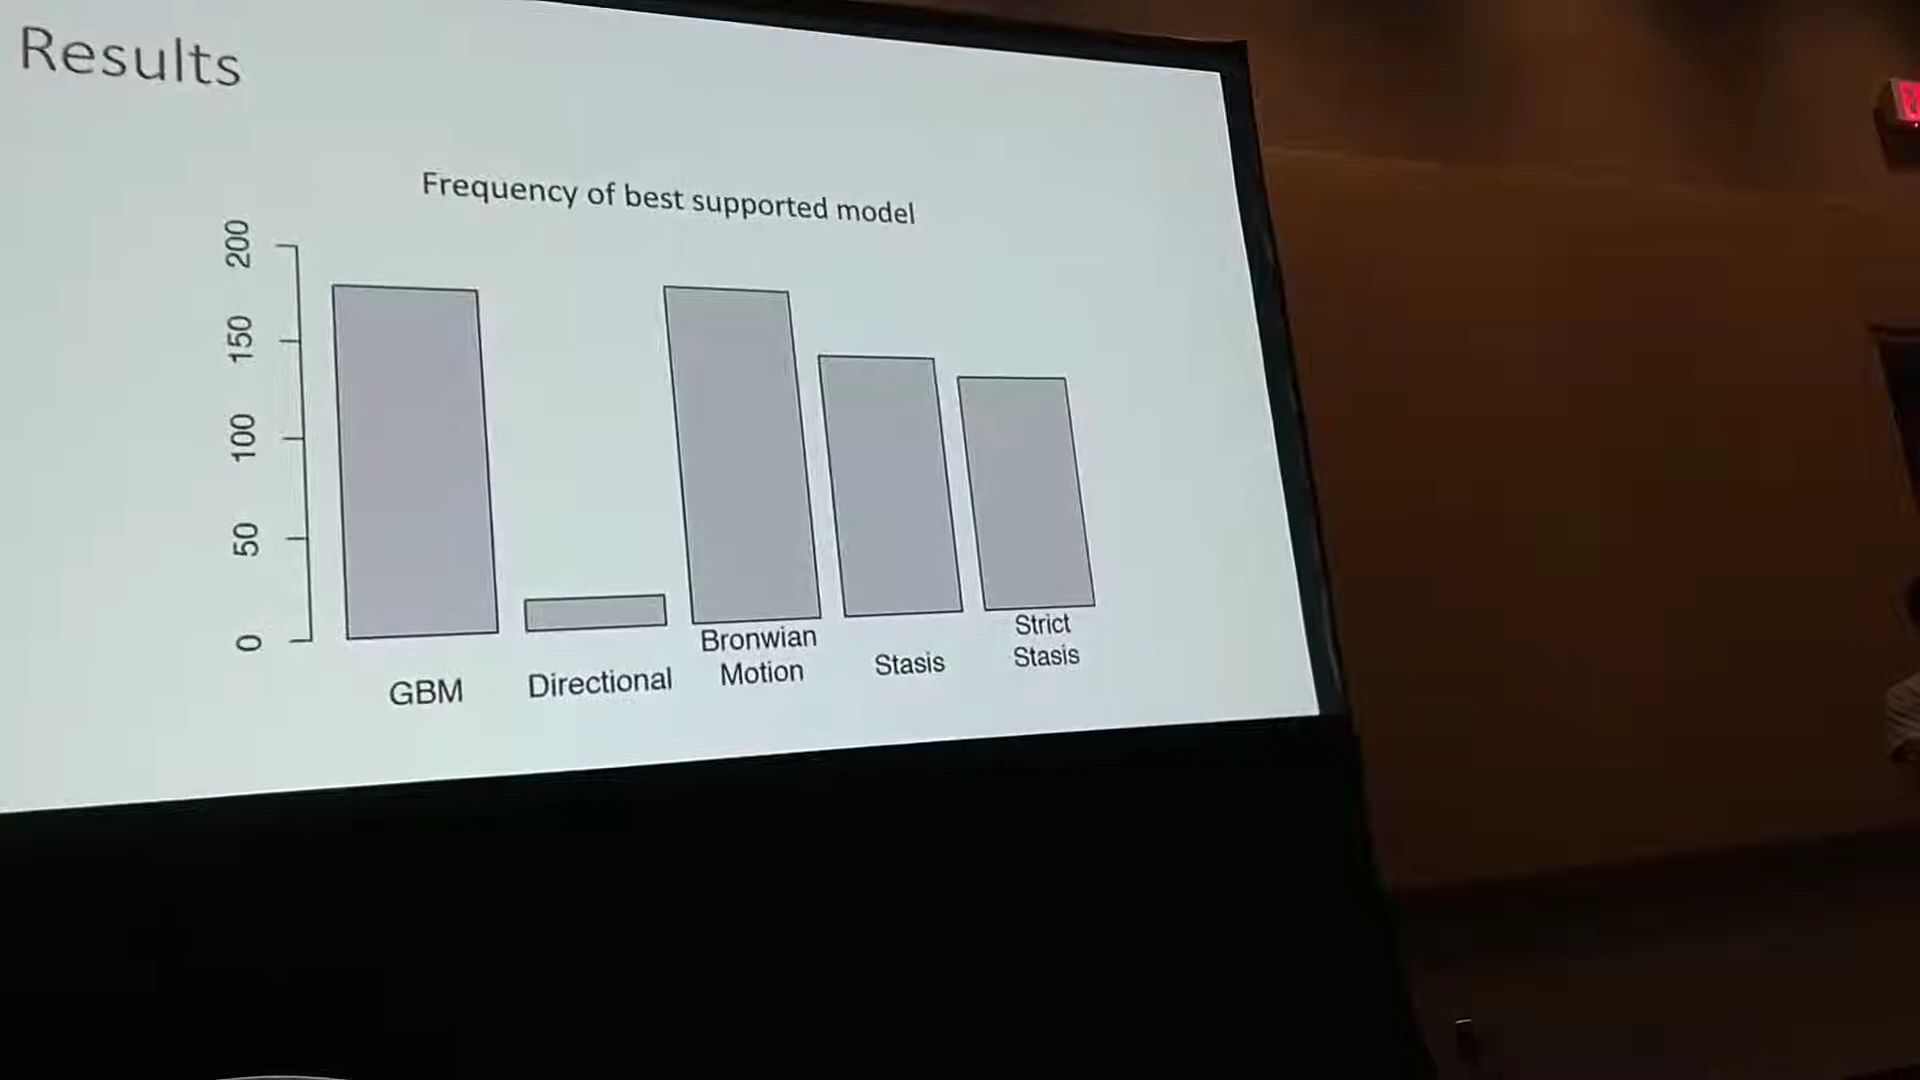 Results
Frequency of best supported model
200
150
100
50
0
GBM
Directional
Bronwian
Motion
Stasis
Strict
Stasis